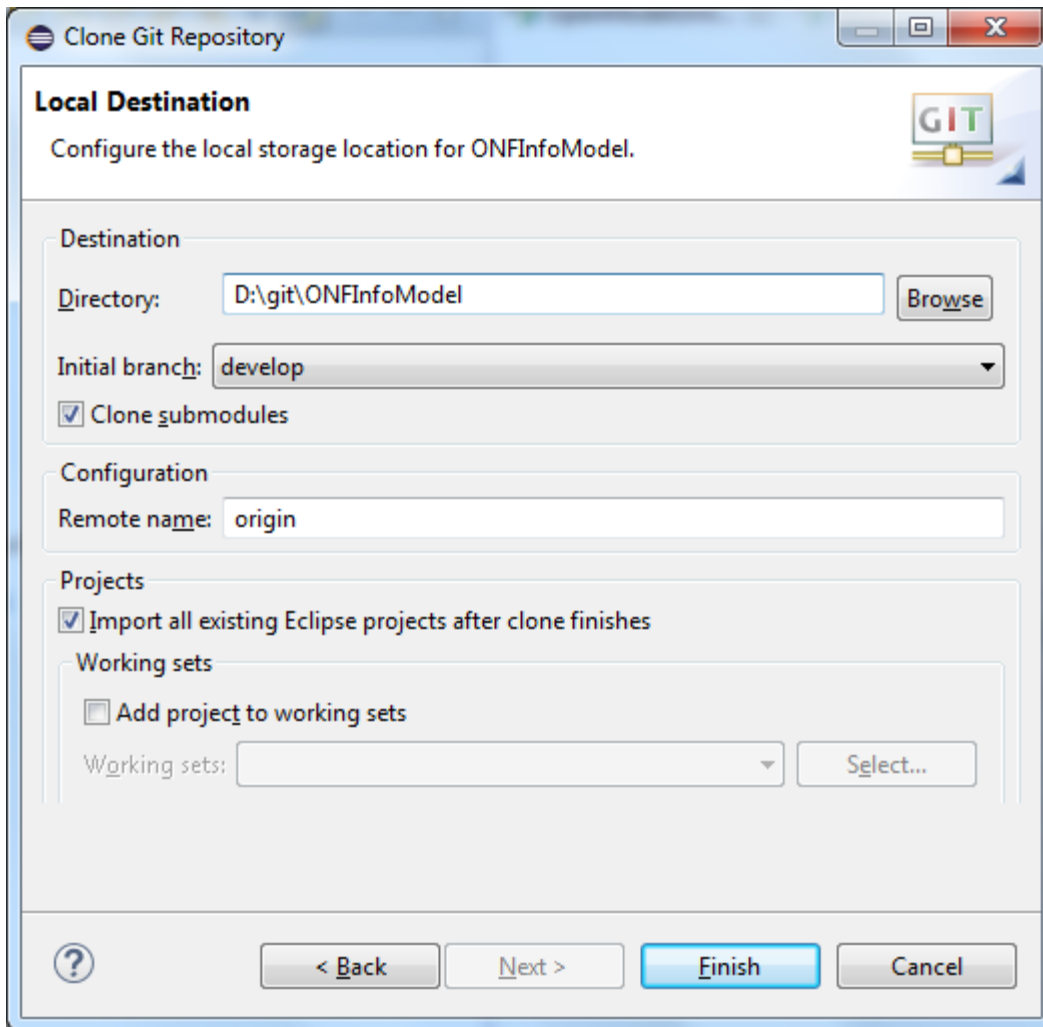 Clone Git Repository
Local Destination
Configure the local storage location for ONFInfoModel.
GIT
Destination
Directory: D:\git\ONFInfoModel Browse
Initial branch: develop
Clone submodules
Configuration
Remote name: origin
Projects
Import all existing Eclipse projects after clone finishes
Working sets
Add project to working sets
Working sets: Select...
? < Back Next > Finish Cancel